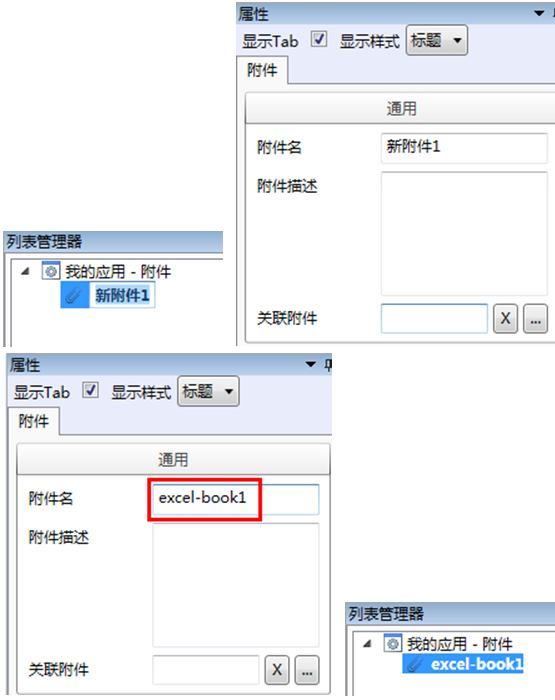 属性
显示Tab 显示样式 标题
附件
通用
附件名 新附件1
附件描述
关联附件 X ...
列表管理器
我的应用 - 附件
新附件1
属性
显示Tab 显示样式 标题
附件
通用
附件名 excel-book1
附件描述
关联附件 X ...
列表管理器
我的应用 - 附件
excel-book1